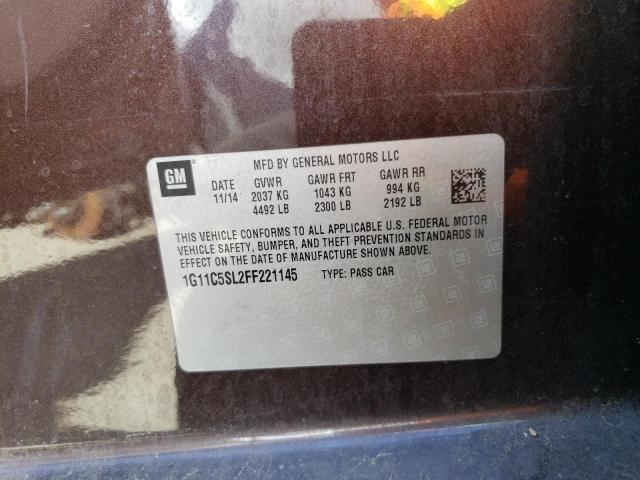 GM
MFD BY GENERAL MOTORS LLC
DATE GVWR GAWR FRT GAWR RR
11/14 2037 KG 1043 KG 994 KG
4492 LB 2300 LB 2192 LB
THIS VEHICLE CONFORMS TO ALL APPLICABLE U.S. FEDERAL MOTOR
VEHICLE SAFETY, BUMPER, AND THEFT PREVENTION STANDARDS IN
EFFECT ON THE DATE OF MANUFACTURE SHOWN ABOVE.
1G11C5SL2FF221145 TYPE: PASS CAR